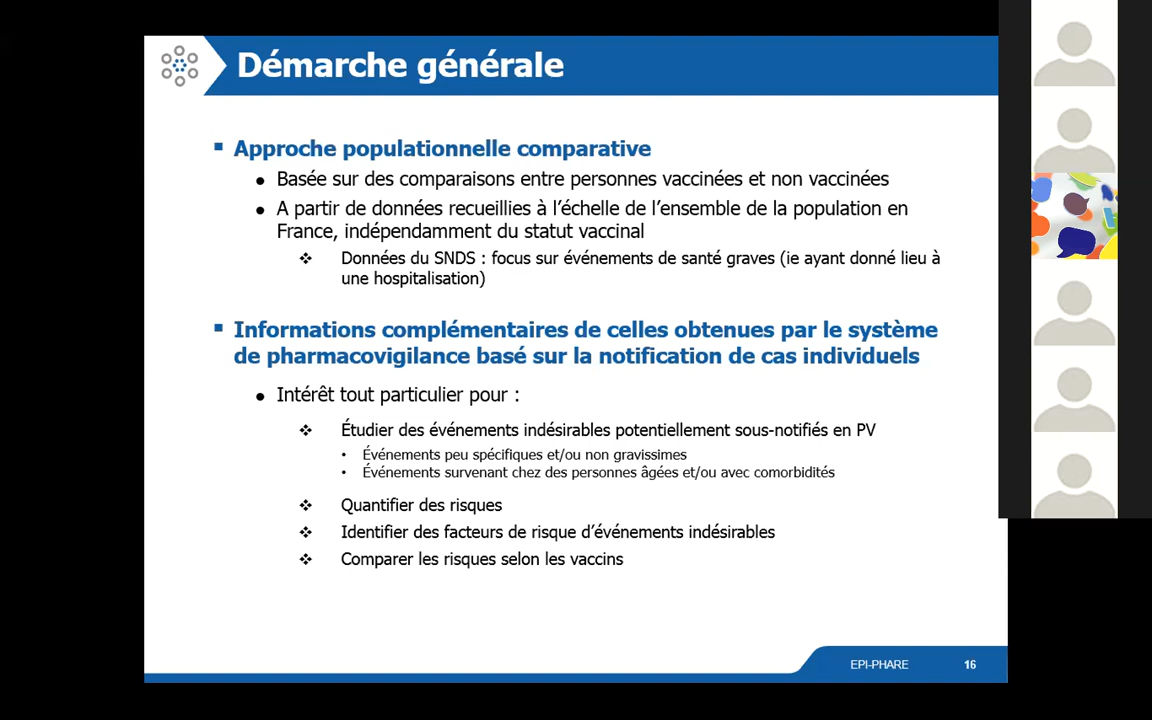 Démarche générale
Approche populationnelle comparative
Basée sur des comparaisons entre personnes vaccinées et non vaccinées
A partir de données recueillies à l'échelle de l'ensemble de la population en
France, indépendamment du statut vaccinal
Données du SNDS : focus sur événements de santé graves (ie ayant donné lieu à
une hospitalisation)
Informations complémentaires de celles obtenues par le système
de pharmacovigilance basé sur la notification de cas individuels
Intérêt tout particulier pour :
Étudier des événements indésirables potentiellement sous-notifiés en PV
Événements peu spécifiques et/ou non gravissimes
Événements survenant chez des personnes âgées et/ou avec comorbidités
Quantifier des risques
Identifier des facteurs de risque d'événements indésirables
Comparer les risques selon les vaccins
EPI-PHARE 16